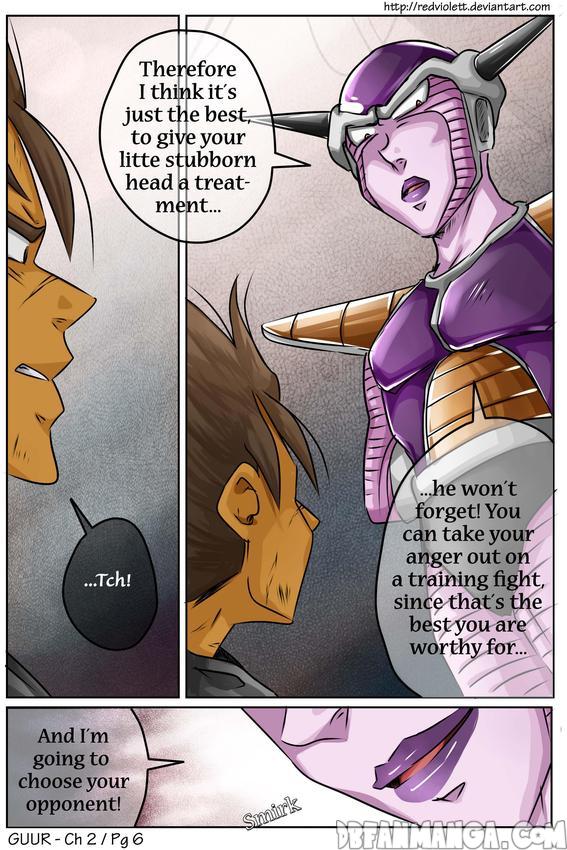 http://redviolett.deviantart.com
Therefore
I think it´s
just the best,
to give your
litte stubborn
head a treat-
ment...
...he won´t
forget! You
can take your
anger out on
a training fight,
since that´s the
best you are
worthy for...
...Tch!
And I´m
going to
choose your
opponent!
Smirk
GUUR - Ch 2 / Pg 6
DBFANMANGA.COM